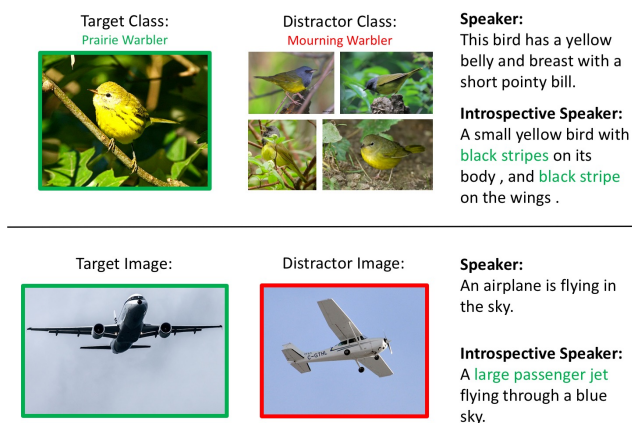 Target Class:
Prairie Warbler
Distractor Class:
Mourning Warbler
Speaker:
This bird has a yellow
belly and breast with a
short pointy bill.
Introspective Speaker:
A small yellow bird with
black stripes on its
body , and black stripe
on the wings .
Target Image:
Distractor Image:
Speaker:
An airplane is flying in
the sky.
Introspective Speaker:
A large passenger jet
flying through a blue
sky.